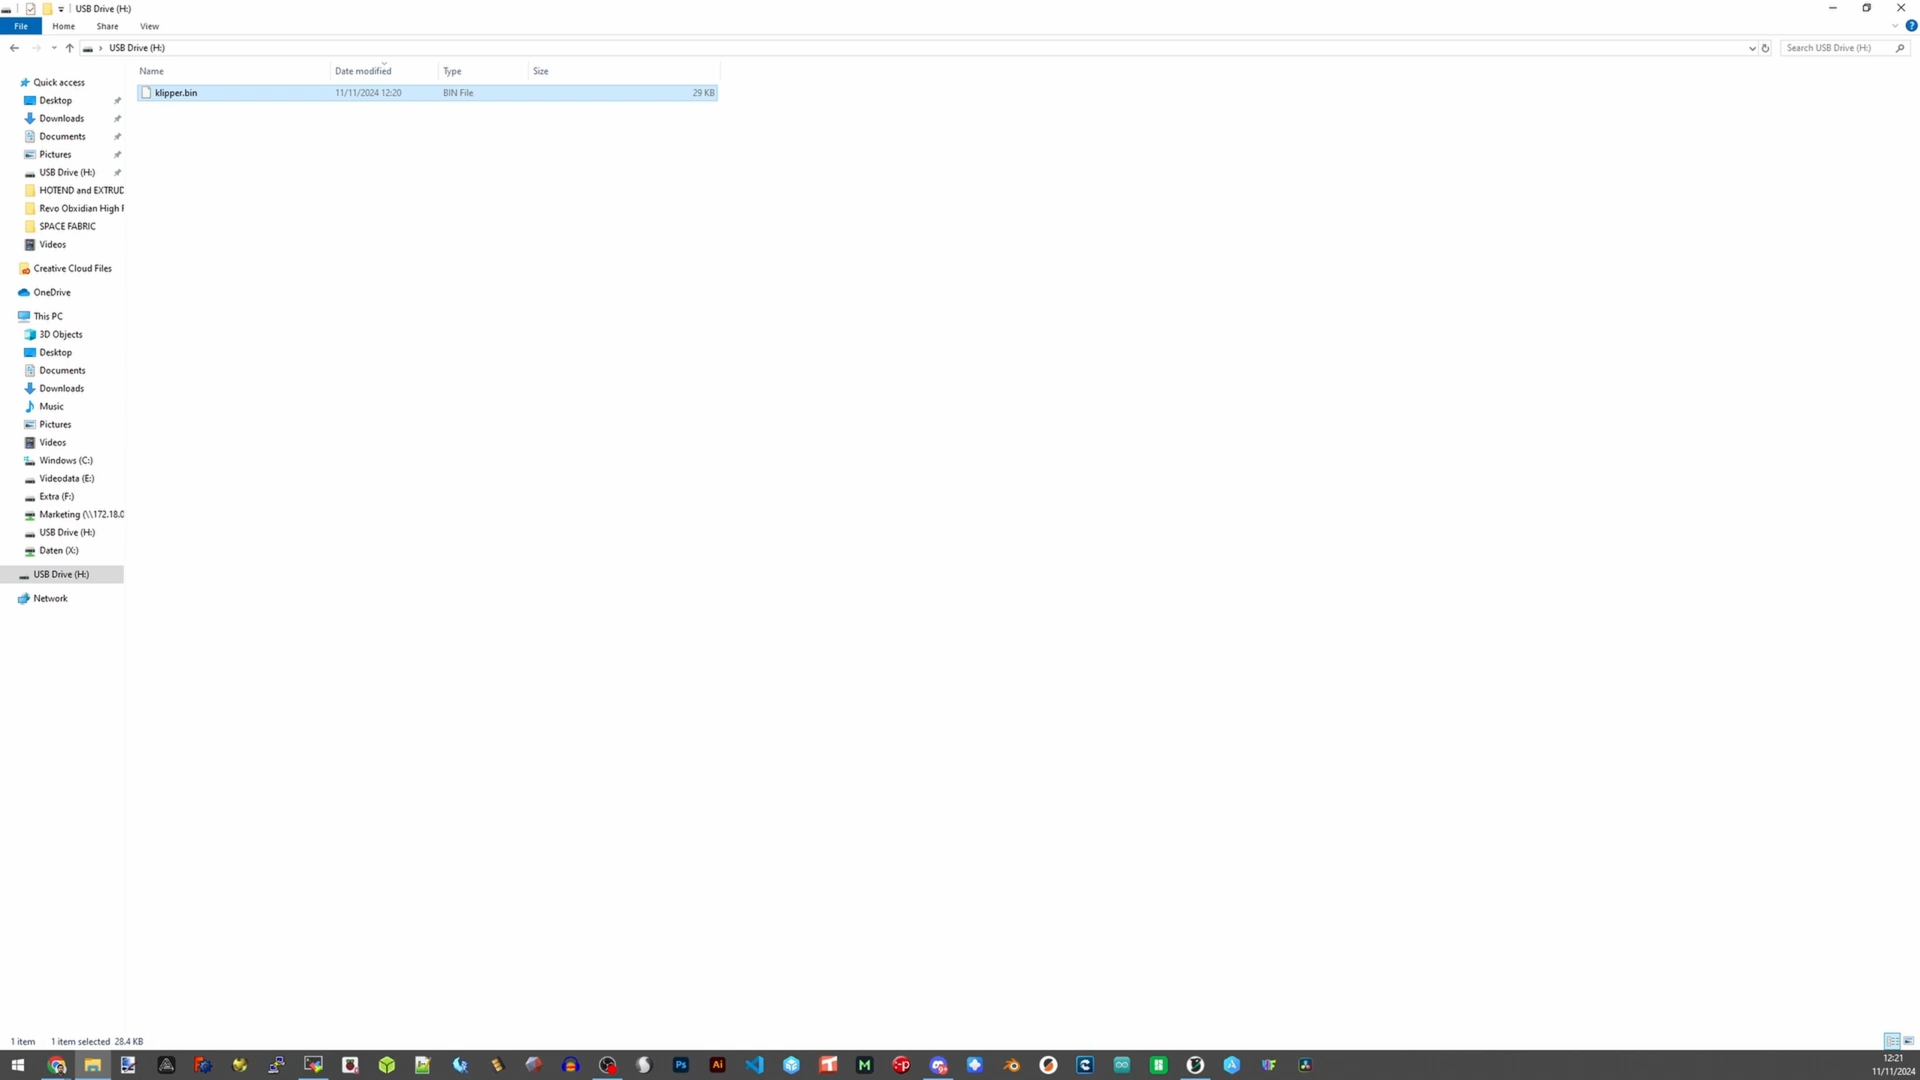 USB Drive (H:)
File Home Share View
USB Drive (H:)
Search USB Drive (H:)
Name Date modified Type Size
klipper.bin 11/11/2024 12:20 BIN File 29 KB
Quick access
Desktop
Downloads
Documents
Pictures
USB Drive (H:)
HOTEND and EXTRUD
Revo Obxidian High F
SPACE FABRIC
Videos
Creative Cloud Files
OneDrive
This PC
3D Objects
Desktop
Documents
Downloads
Music
Pictures
Videos
Windows (C:)
Videodata (E:)
Extra (F:)
Marketing (\\172.18.0
USB Drive (H:)
Daten (X:)
USB Drive (H:)
Network
1 item 1 item selected 28.4 KB
Ps Ai M
12:21
11/11/2024